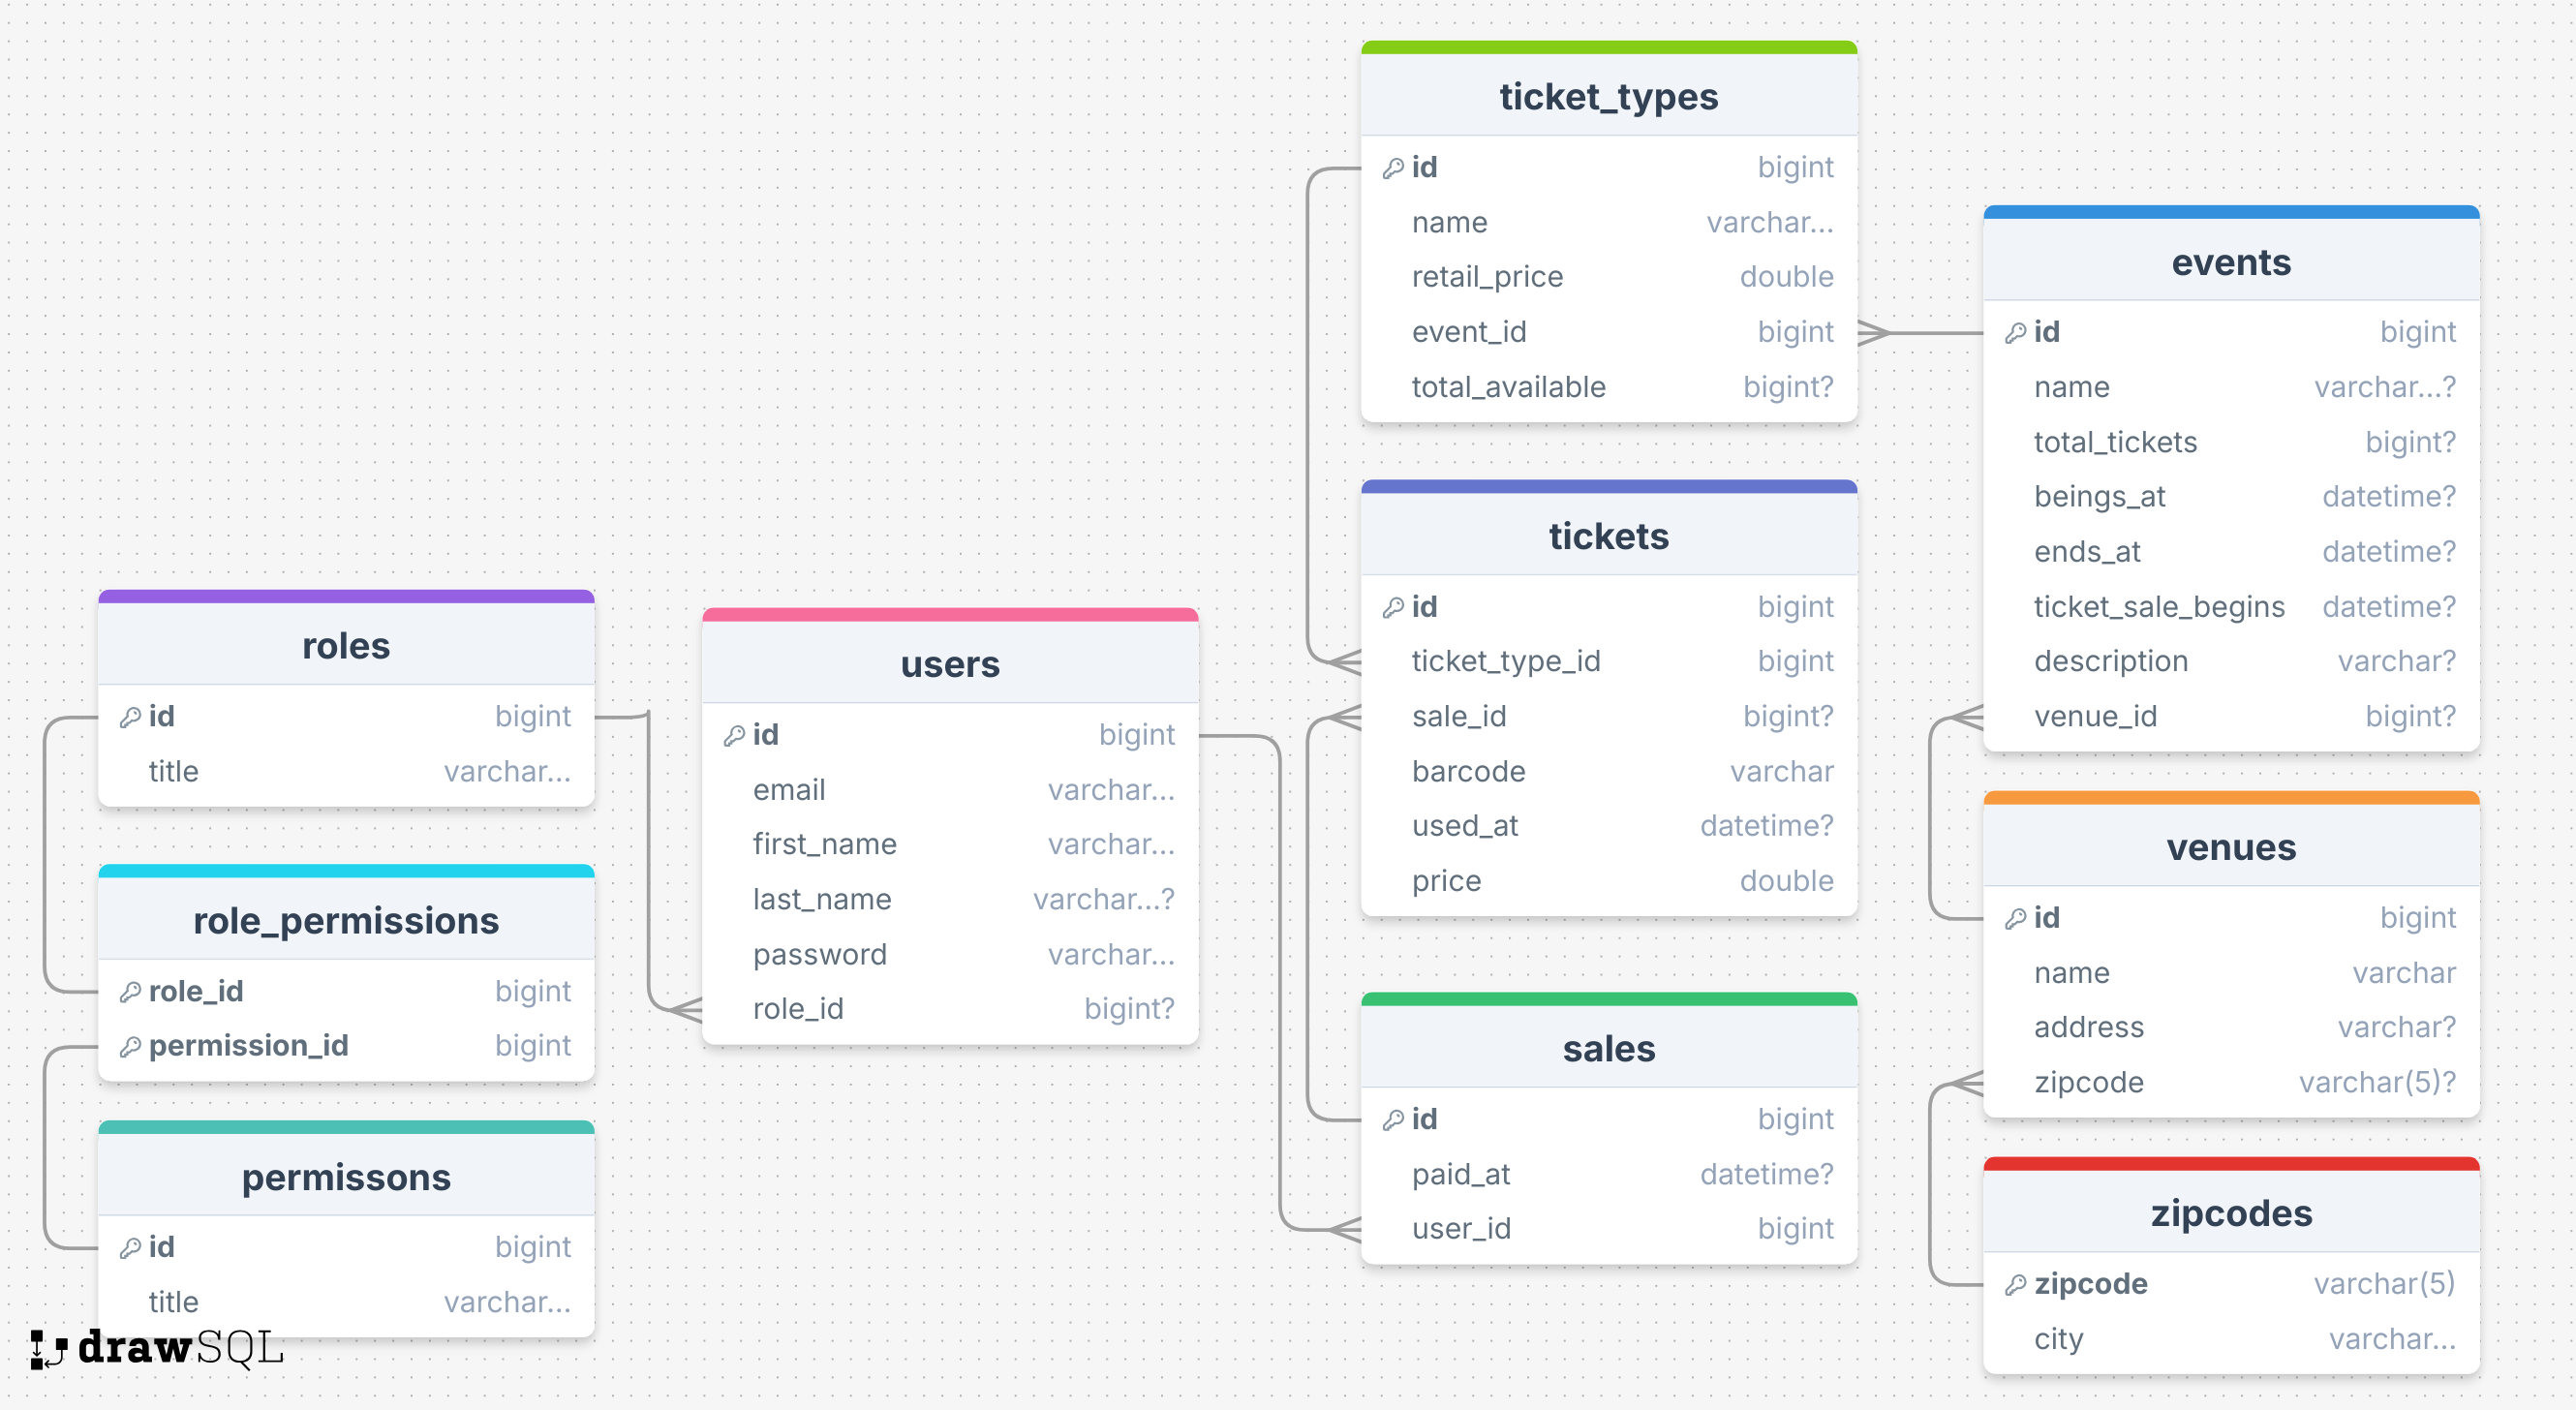 ticket_types
id bigint
name varchar...
retail_price double
event_id bigint
total_available bigint?
events
id bigint
name varchar...?
total_tickets bigint?
beings_at datetime?
ends_at datetime?
ticket_sale_begins datetime?
description varchar?
venue_id bigint?
tickets
id bigint
ticket_type_id bigint
sale_id bigint?
barcode varchar
used_at datetime?
price double
roles
id bigint
title varchar...
users
id bigint
email varchar...
first_name varchar...
last_name varchar...?
password varchar...
role_id bigint?
venues
id bigint
name varchar
address varchar?
zipcode varchar(5)?
role_permissions
role_id bigint
permission_id bigint
sales
id bigint
paid_at datetime?
user_id bigint
permissons
id bigint
title varchar...
zipcodes
zipcode varchar(5)
city varchar...
drawSQL